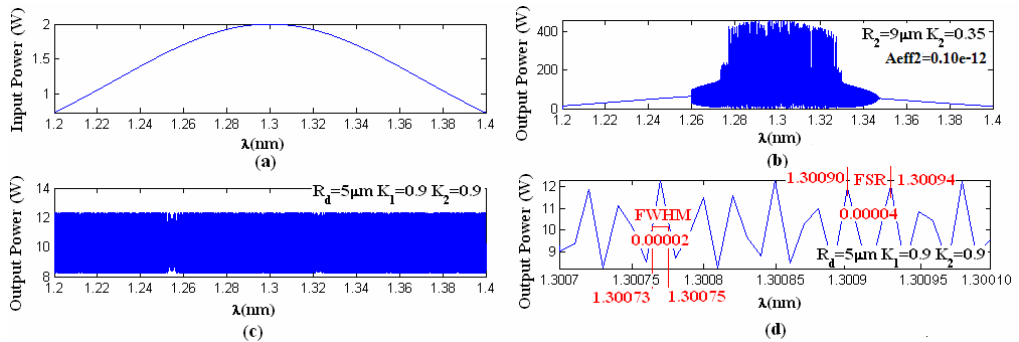 Input Power (W)
2
1.5
1
1.2 1.22 1.24 1.26 1.28 1.3 1.32 1.34 1.36 1.38 1.4
λ(nm)
(a)
Output Power (W)
400
200
0
R2=9μm K2=0.35
Aeff2=0.10e-12
1.2 1.22 1.24 1.26 1.28 1.3 1.32 1.34 1.36 1.38 1.4
λ(nm)
(b)
Output Power (W)
14
12
10
8
Rd=5μm K1=0.9 K2=0.9
1.2 1.22 1.24 1.26 1.28 1.3 1.32 1.34 1.36 1.38 1.4
λ(nm)
(c)
Output Power (W)
12
11
10
9
1.30090 FSR 1.30094
FWHM
0.00002
0.00004
Rd=5μm K1=0.9 K2=0.9
1.3007 1.30075 1.3008 1.30085 1.3009 1.30095 1.300010
1.30073 1.30075
λ(nm)
(d)